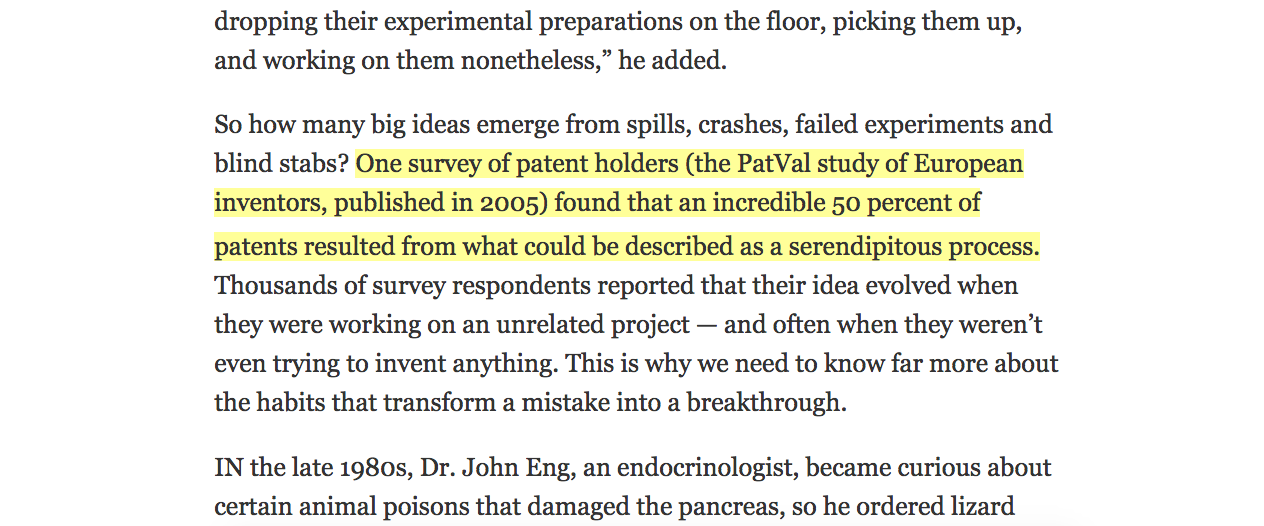 dropping their experimental preparations on the floor, picking them up,
and working on them nonetheless,” he added.
So how many big ideas emerge from spills, crashes, failed experiments and
blind stabs? One survey of patent holders (the PatVal study of European
inventors, published in 2005) found that an incredible 50 percent of
patents resulted from what could be described as a serendipitous process.
Thousands of survey respondents reported that their idea evolved when
they were working on an unrelated project — and often when they weren’t
even trying to invent anything. This is why we need to know far more about
the habits that transform a mistake into a breakthrough.
IN the late 1980s, Dr. John Eng, an endocrinologist, became curious about
certain animal poisons that damaged the pancreas, so he ordered lizard